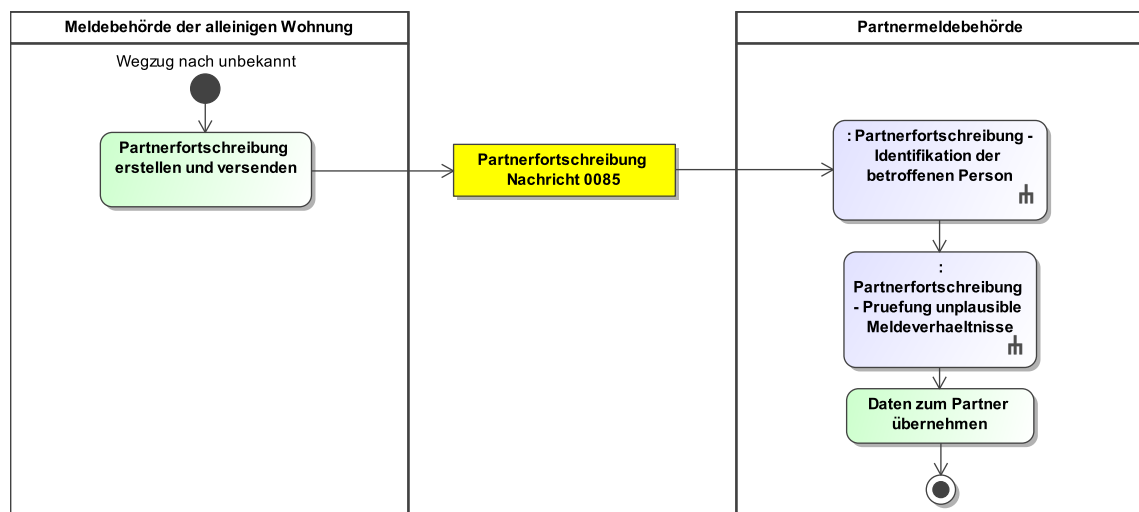 Meldebehörde der alleinigen Wohnung
Wegzug nach unbekannt
Partnerfortschreibung
erstellen und versenden
Partnerfortschreibung
Nachricht 0085
Partnermeldebehörde
: Partnerfortschreibung -
Identifikation der
betroffenen Person
:
Partnerfortschreibung
- Pruefung unplausible
Meldeverhaeltnisse
Daten zum Partner
übernehmen